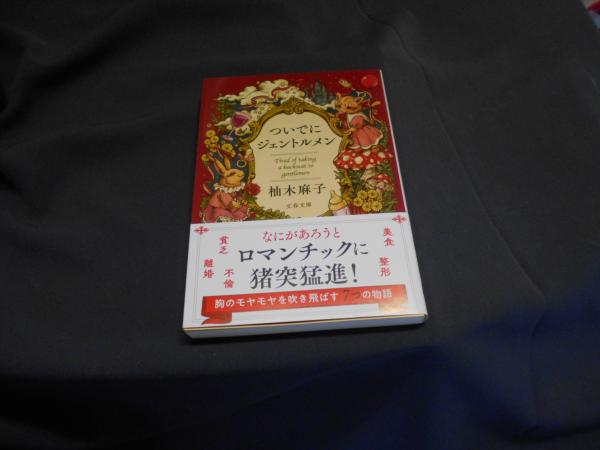 ついでに
ジェントルメン
Tired of taking
a backseat to
gentlemen
柚木麻子
文春文庫
なにがあろうと
ロマンチックに
猪突猛進!
貧乏
離婚
不倫
美食
整形
胸のモヤモヤを吹き飛ばす7つの物語